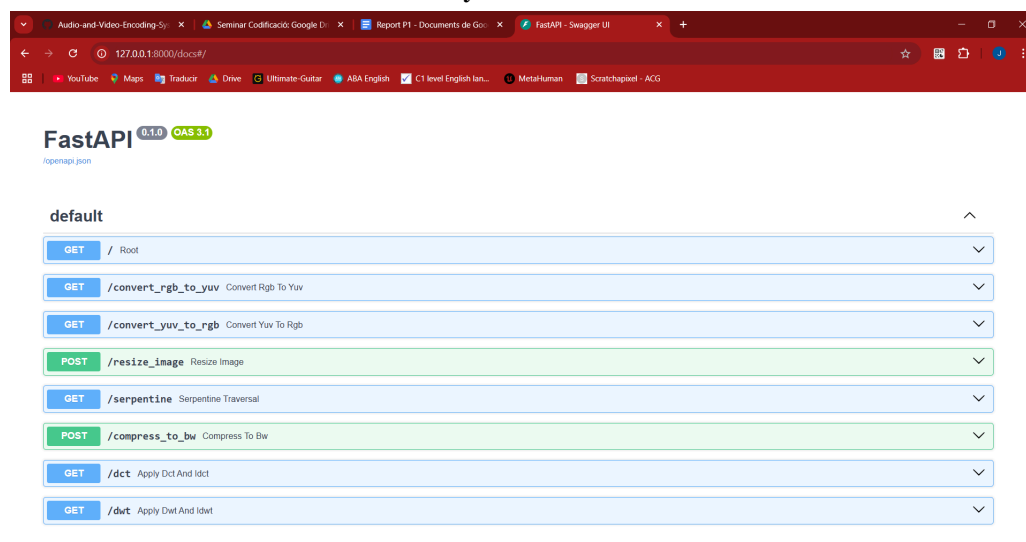 Audio-and-Video-Encoding-Sy
Seminar Codificació: Google Dri
Report P1 - Documents de Goo
FastAPI - Swagger UI
127.0.0.1:8000/docs#/
YouTube Maps Traducir Drive Ultimate-Guitar ABA English C1 level English lan... MetaHuman Scratchapixel - ACG
FastAPI 0.1.0 OAS 3.1
/openapi.json
default
GET / Root
GET /convert_rgb_to_yuv Convert Rgb To Yuv
GET /convert_yuv_to_rgb Convert Yuv To Rgb
POST /resize_image Resize Image
GET /serpentine Serpentine Traversal
POST /compress_to_bw Compress To Bw
GET /dct Apply Dct And Idct
GET /dwt Apply Dwt And Idwt